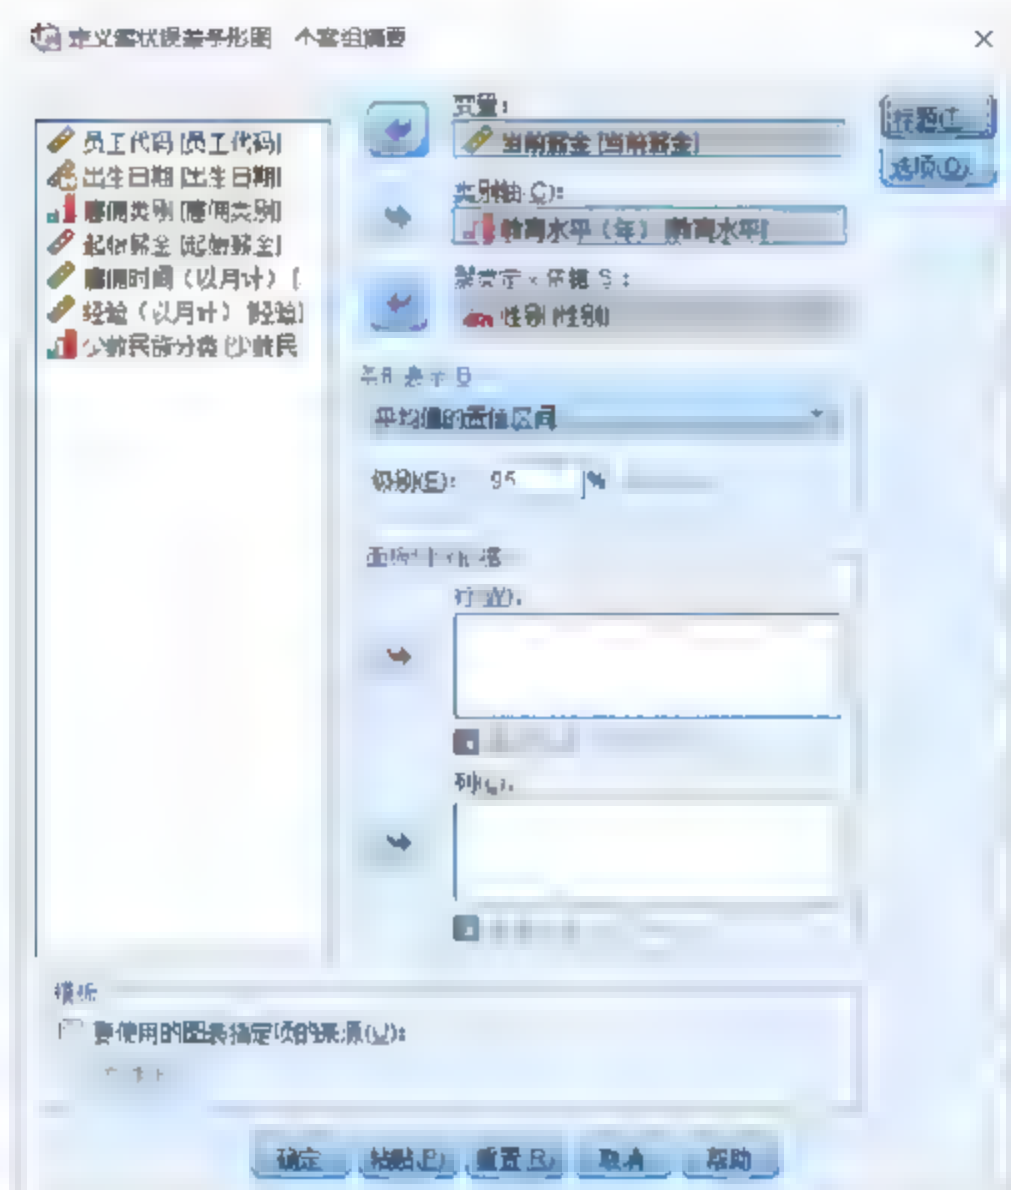 定义簇状误差条形图 个案组摘要
变量:
标题(T
选项(O)
员工代码 [员工代码]
出生日期 [出生日期]
雇佣类别 [雇佣类别]
起始薪金 [起始薪金]
雇佣时间（以月计） [
经验（以月计） [经验]
少数民族分类 [少数民
当前薪金 [当前薪金]
类别轴 C):
教育水平（年） [教育水平]
聚类定义依据 S :
性别 [性别]
条形表示 B
平均值的置信区间
级别(E): 95 %
面板划分依据
行(W):
列(L):
模板
要使用的图表指定项的来源(U):
确定 粘贴(P) 重置(R) 取消 帮助